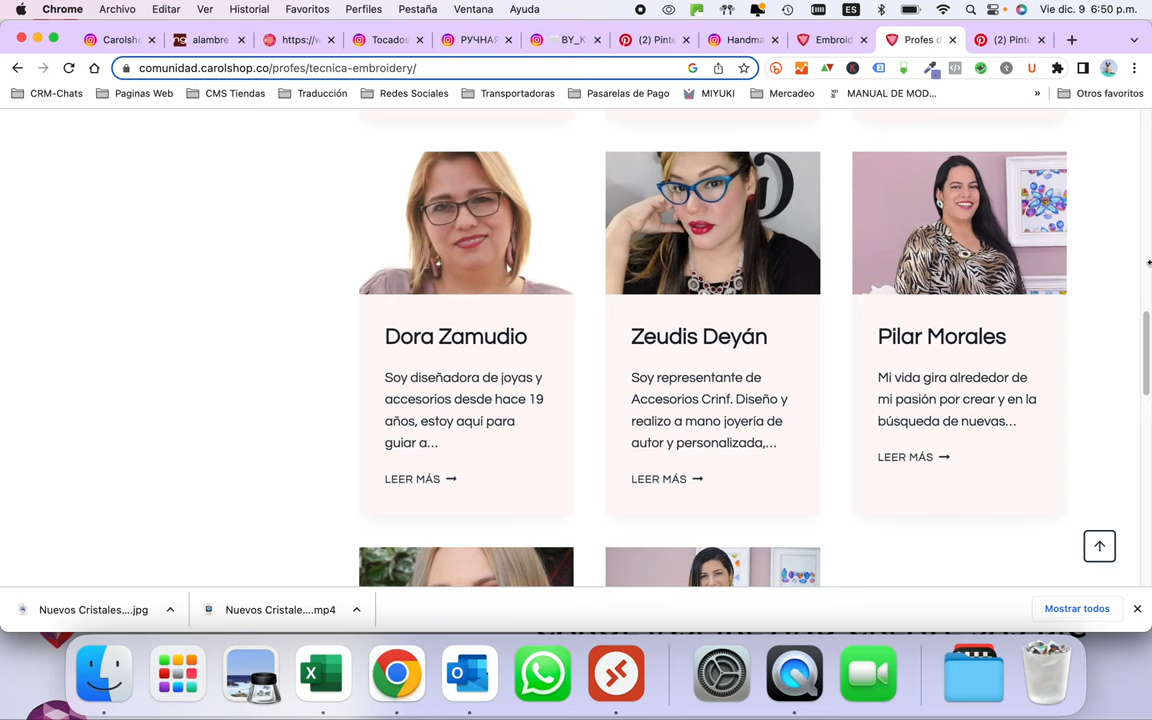 Chrome Archivo Editar Ver Historial Favoritos Perfiles Pestaña Ventana Ayuda ES Vie dic. 9 6:50 p.m.
Carolsho alambre https://w Tocados РУЧНАЯ BY_K (2) Pinte Handma Embroid Profes d (2) Pinte
comunidad.carolshop.co/profes/tecnica-embroidery/
CRM-Chats Paginas Web CMS Tiendas Traducción Redes Sociales Transportadoras Pasarelas de Pago MIYUKI Mercadeo MANUAL DE MOD... » Otros favoritos
Dora Zamudio
Soy diseñadora de joyas y
accesorios desde hace 19
años, estoy aquí para
guiar a...
LEER MÁS
Zeudis Deyán
Soy representante de
Accesorios Crinf. Diseño y
realizo a mano joyería de
autor y personalizada,...
LEER MÁS
Pilar Morales
Mi vida gira alrededor de
mi pasión por crear y en la
búsqueda de nuevas...
LEER MÁS
Nuevos Cristales....jpg Nuevos Cristale....mp4 Mostrar todos